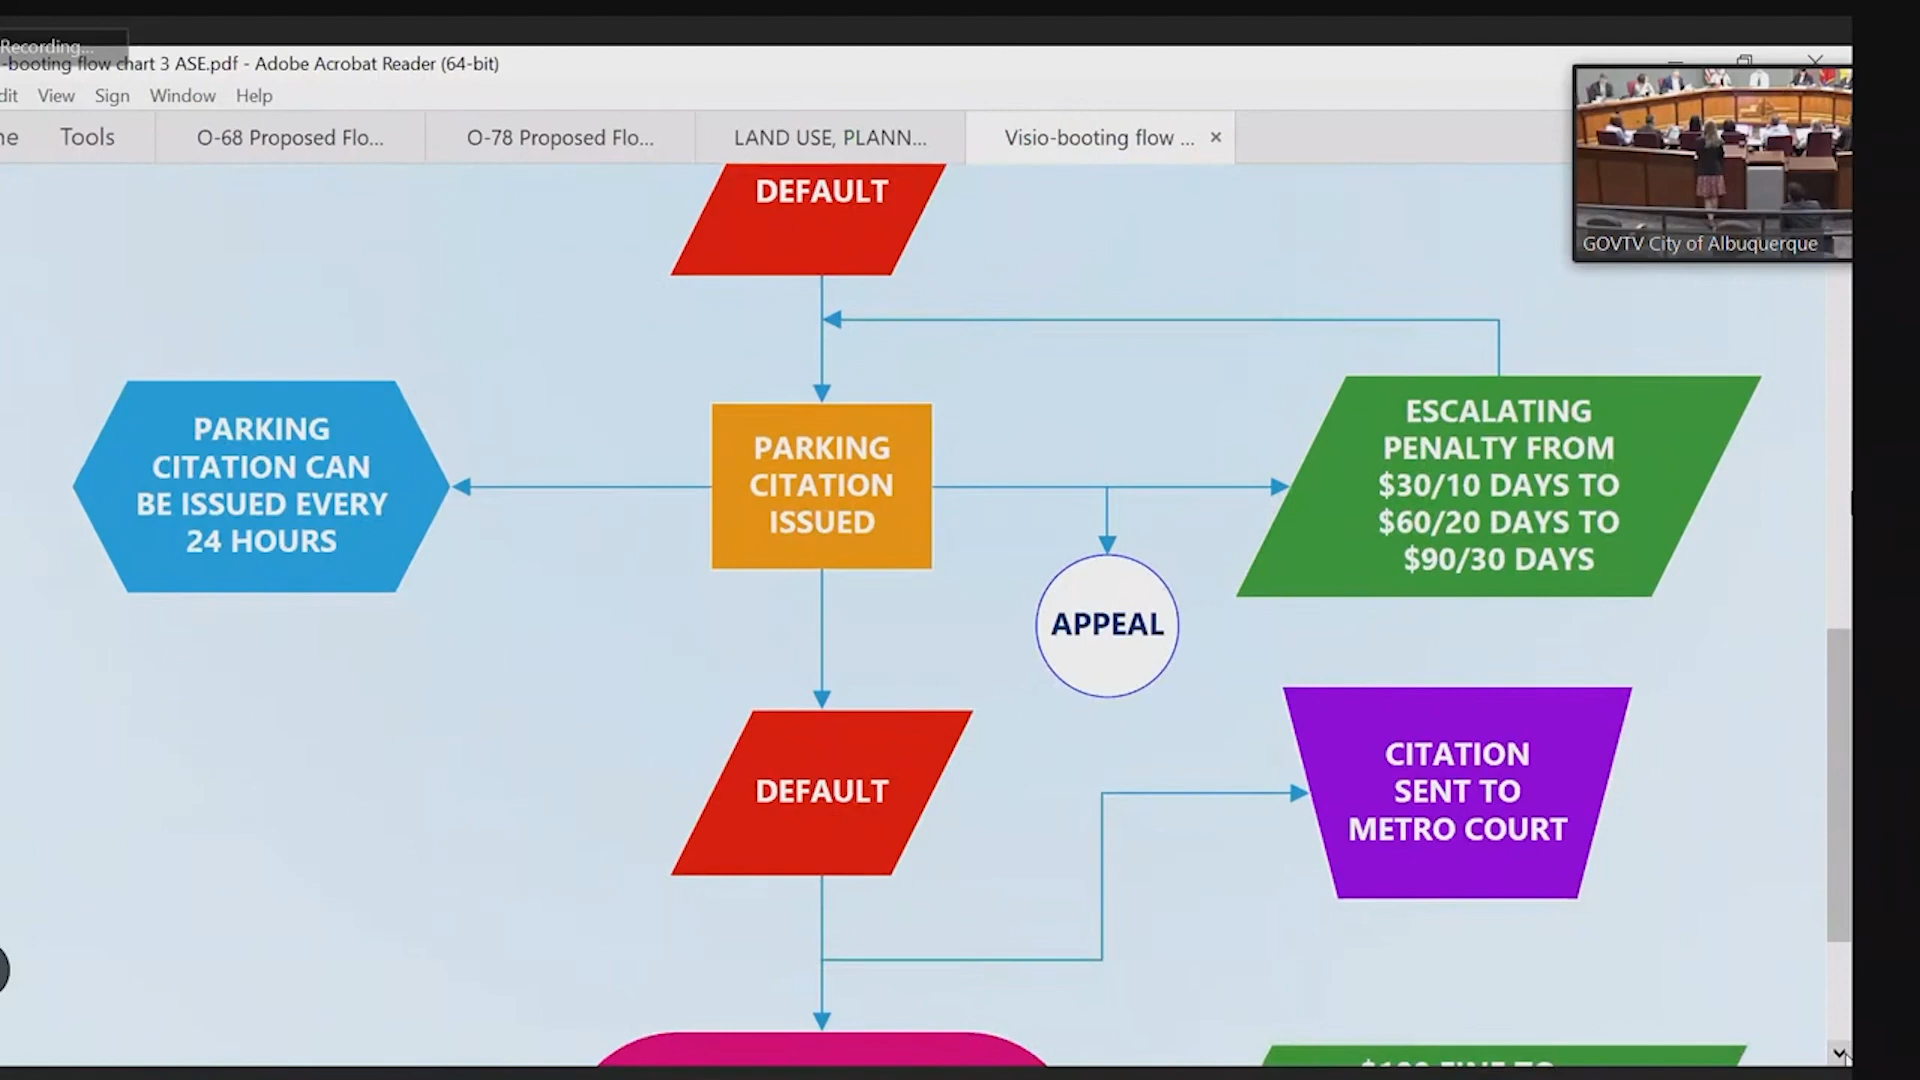 Recording...
-booting flow chart 3 ASE.pdf - Adobe Acrobat Reader (64-bit)
dit View Sign Window Help
ne Tools O-68 Proposed Flo... O-78 Proposed Flo... LAND USE, PLANN... Visio-booting flow ... ×
GOVTV City of Albuquerque
DEFAULT
PARKING
CITATION CAN
BE ISSUED EVERY
24 HOURS
PARKING
CITATION
ISSUED
ESCALATING
PENALTY FROM
$30/10 DAYS TO
$60/20 DAYS TO
$90/30 DAYS
APPEAL
DEFAULT
CITATION
SENT TO
METRO COURT
FINE TO